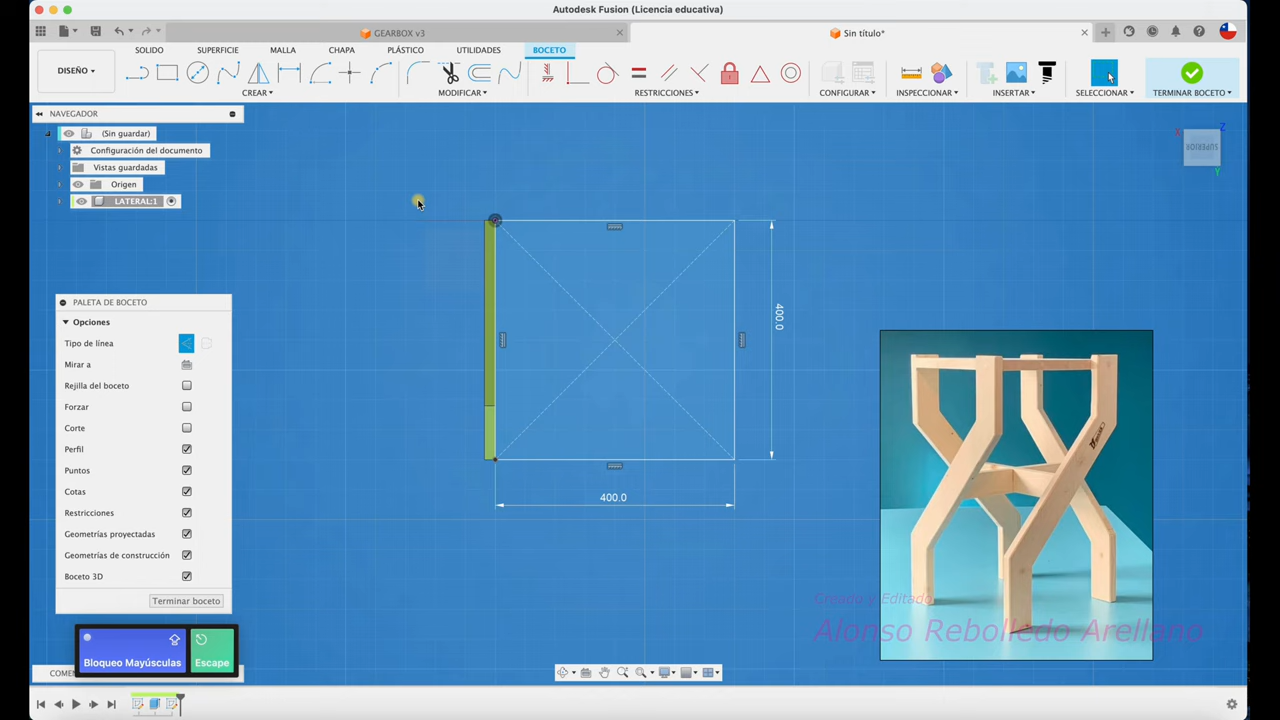 Autodesk Fusion (Licencia educativa)
GEARBOX v3
Sin título*
DISEÑO
SÓLIDO
SUPERFICIE
MALLA
CHAPA
PLÁSTICO
UTILIDADES
BOCETO
CREAR
MODIFICAR
RESTRICCIONES
CONFIGURAR
INSPECCIONAR
INSERTAR
SELECCIONAR
TERMINAR BOCETO
NAVEGADOR
(Sin guardar)
Configuración del documento
Vistas guardadas
Origen
LATERAL:1
X
Z
SUPERIOR
Y
400.0
400.0
PALETA DE BOCETO
Opciones
Tipo de línea
Mirar a
Rejilla del boceto
Forzar
Corte
Perfil
Puntos
Cotas
Restricciones
Geometrías proyectadas
Geometrías de construcción
Boceto 3D
Terminar boceto
Bloqueo Mayúsculas
Escape
COME
Creado y Editado
Alonso Rebolledo Arellano